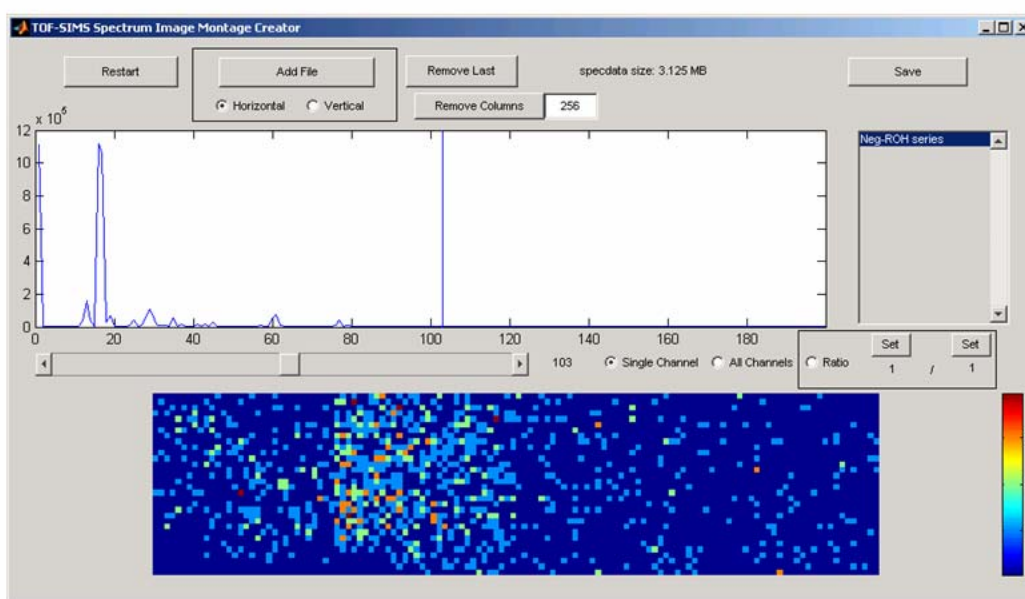 TOF-SIMS Spectrum Image Montage Creator
Restart
Add File
Remove Last
specdata size: 3.125 MB
Save
Horizontal
Vertical
Remove Columns
256
x 10^5
12
10
8
6
4
2
0
0 20 40 60 80 100 120 140 160 180
Neg-ROH series
103
Single Channel
All Channels
Ratio
Set
Set
1 / 1